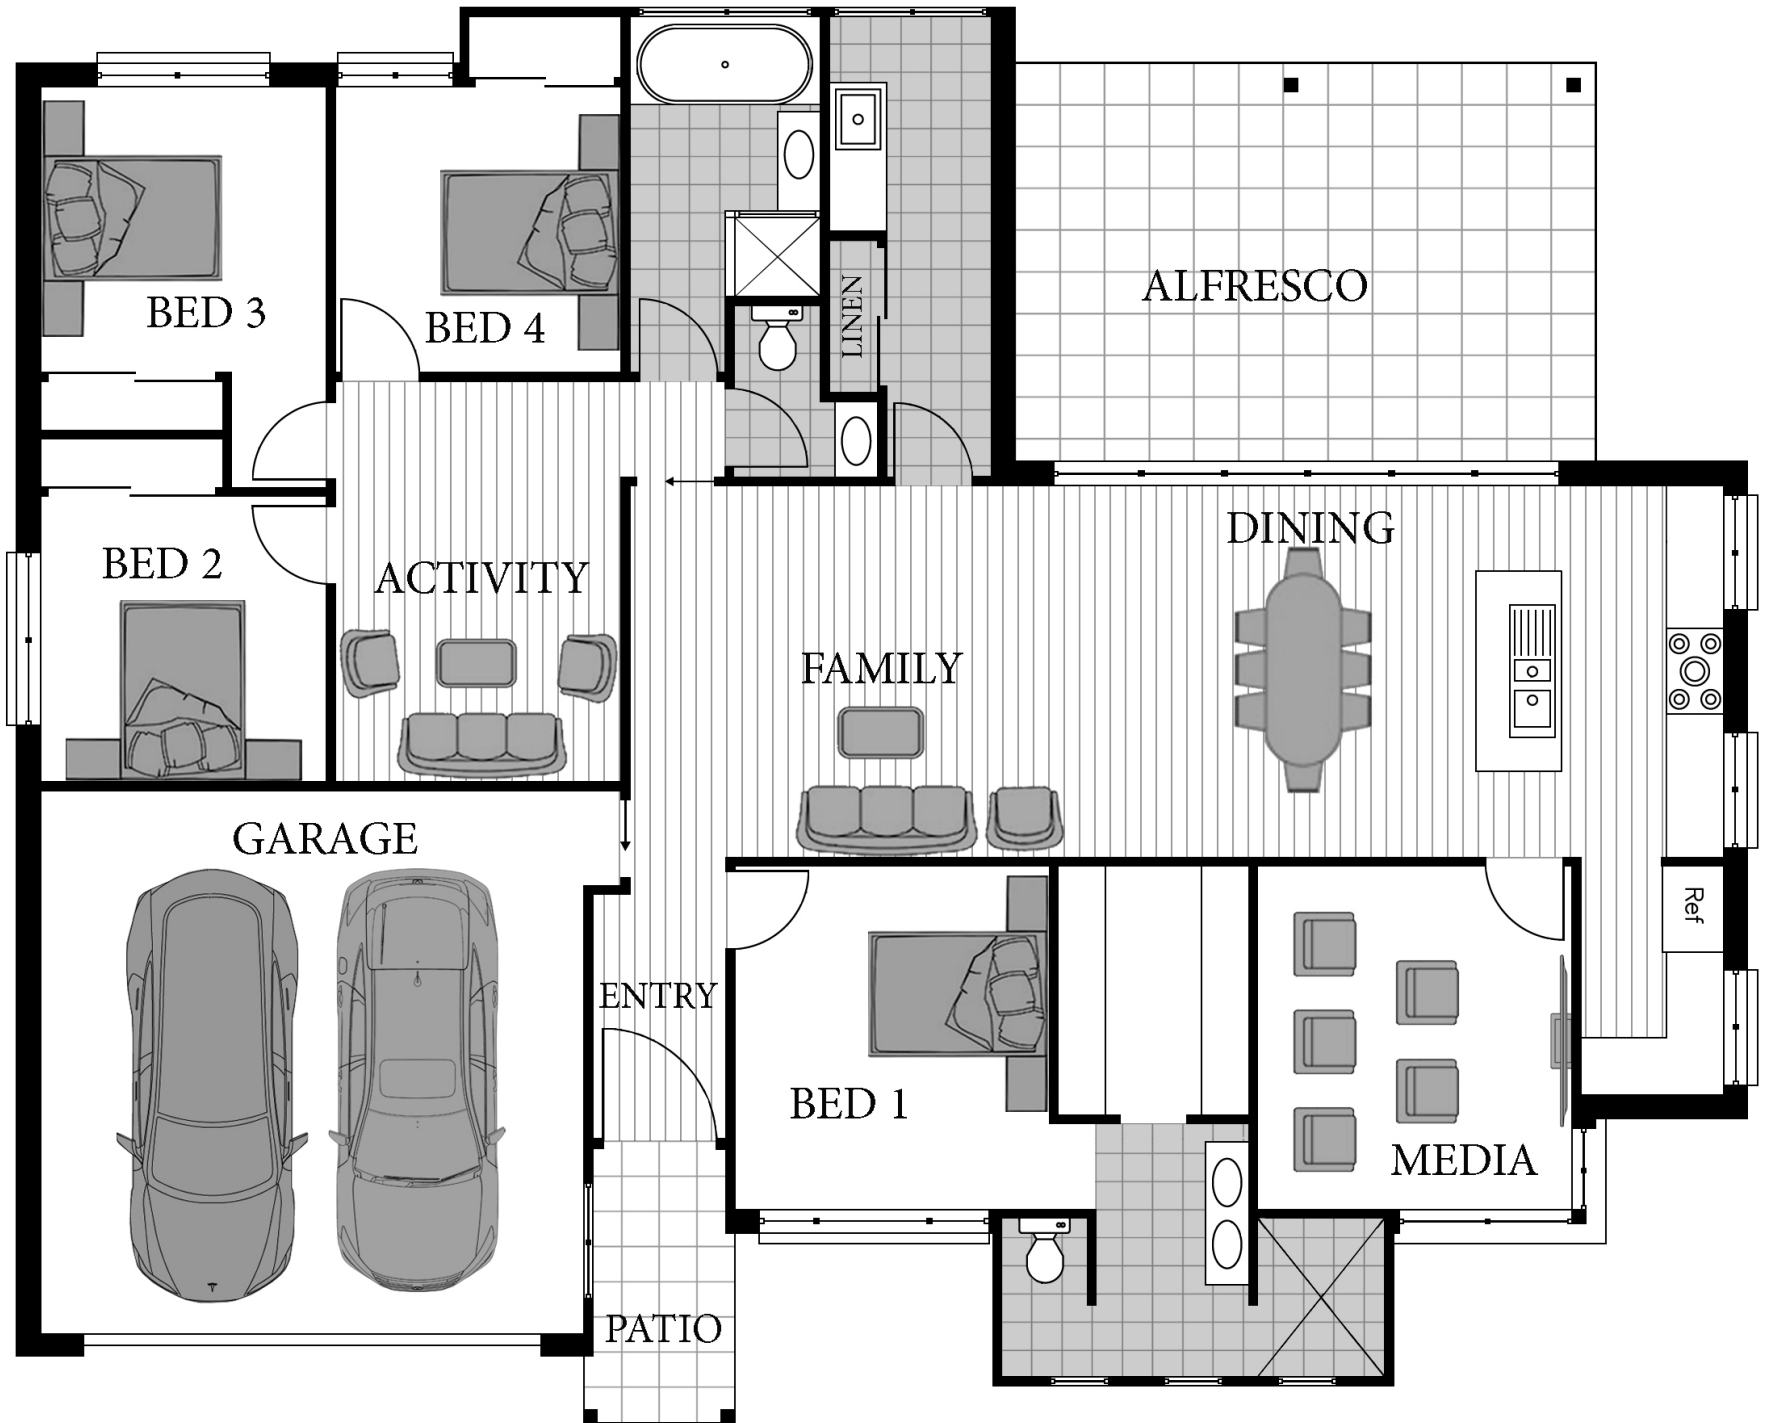 BED 3
BED 4
LINEN
ALFRESCO
BED 2
ACTIVITY
DINING
FAMILY
GARAGE
Ref
ENTRY
BED 1
MEDIA
PATIO